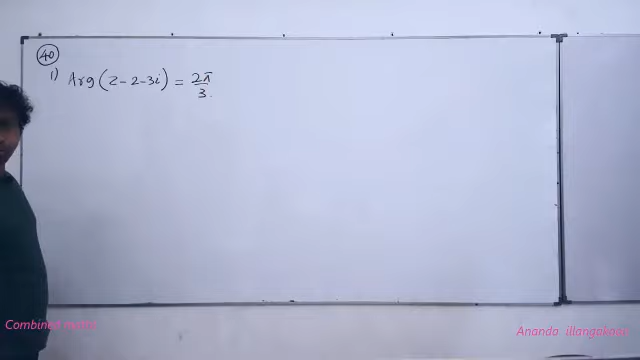 40
1) Arg(z-2-3i) = 2π/3.
Combined maths
Ananda illangakoon